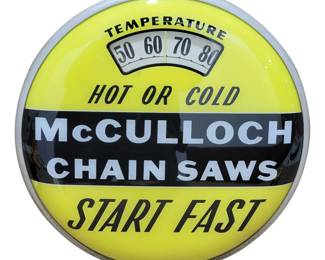 TEMPERATURE
50 60 70 80
HOT OR COLD
McCULLOCH
CHAIN SAWS
START FAST